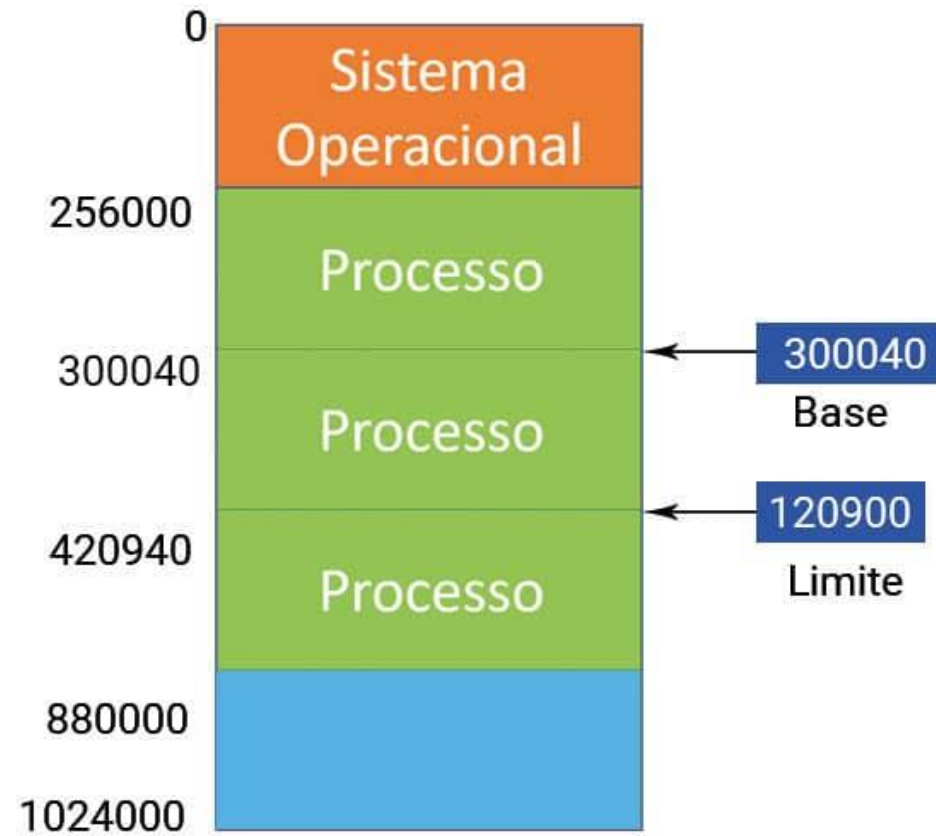 0
Sistema
Operacional
256000
Processo
300040
300040
Base
Processo
120900
420940
Limite
Processo
880000
1024000